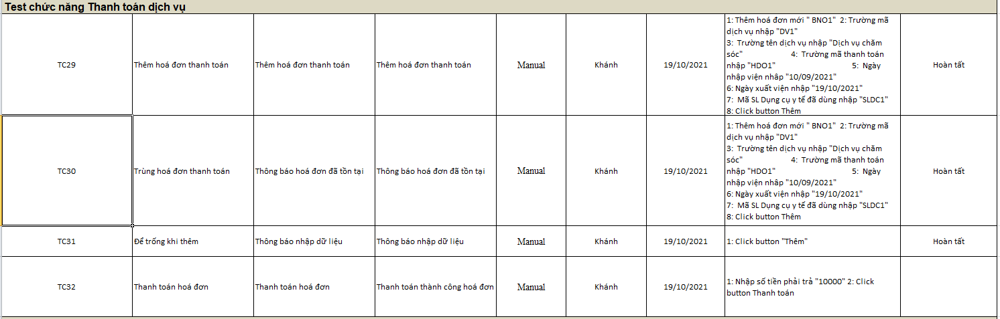 Test chức năng Thanh toán dịch vụ
TC29
Thêm hoá đơn thanh toán
Thêm hoá đơn thanh toán
Thêm hoá đơn thanh toán
Manual
Khánh
19/10/2021
1: Thêm hoá đơn mới " BNO1"  2: Trường mã
dịch vụ nhập "DV1"
3:  Trường tên dịch vụ nhập "Dịch vụ chăm
sóc" 4:  Trường mã thanh toán
nhập "HDO1" 5:  Ngày
nhập viện nhâp "10/09/2021"
6: Ngày xuất viện nhập "19/10/2021"
7:  Mã SL Dụng cụ y tế đã dùng nhập "SLDC1"
8: Click button Thêm
Hoàn tất
TC30
Trùng hoá đơn thanh toán
Thông báo hoá đơn đã tồn tại
Thông báo hoá đơn đã tồn tại
Manual
Khánh
19/10/2021
1: Thêm hoá đơn mới " BNO1"  2: Trường mã
dịch vụ nhập "DV1"
3:  Trường tên dịch vụ nhập "Dịch vụ chăm
sóc" 4:  Trường mã thanh toán
nhập "HDO1" 5:  Ngày
nhập viện nhâp "10/09/2021"
6: Ngày xuất viện nhập "19/10/2021"
7:  Mã SL Dụng cụ y tế đã dùng nhập "SLDC1"
8: Click button Thêm
Hoàn tất
TC31
Để trống khi thêm
Thông báo nhập dữ liệu
Thông báo nhập dữ liệu
Manual
Khánh
19/10/2021
1: Click button "Thêm"
Hoàn tất
TC32
Thanh toán hoá đơn
Thanh toán hoá đơn
Thanh toán thành công hoá đơn
Manual
Khánh
19/10/2021
1: Nhập số tiền phải trả "10000" 2: Click
button Thanh toán